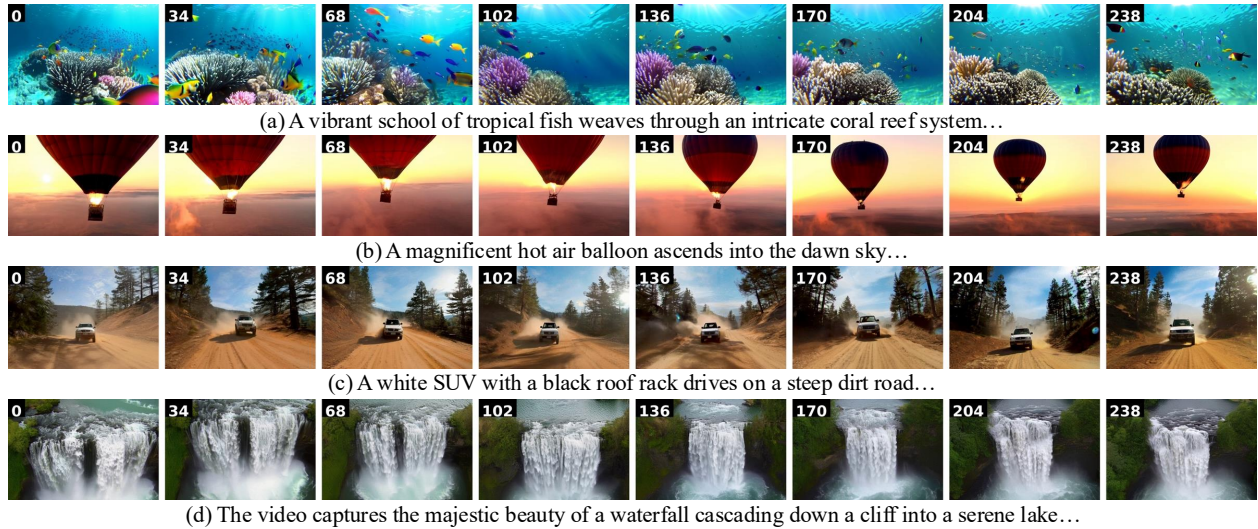 0 34 68 102 136 170 204 238
(a) A vibrant school of tropical fish weaves through an intricate coral reef system…
0 34 68 102 136 170 204 238
(b) A magnificent hot air balloon ascends into the dawn sky…
0 34 68 102 136 170 204 238
(c) A white SUV with a black roof rack drives on a steep dirt road…
0 34 68 102 136 170 204 238
(d) The video captures the majestic beauty of a waterfall cascading down a cliff into a serene lake…